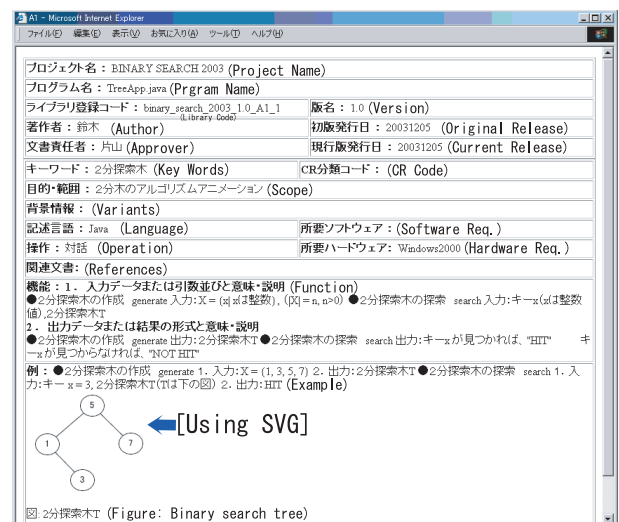 A1 - Microsoft Internet Explorer
ファイル(F) 編集(E) 表示(V) お気に入り(A) ツール(T) ヘルプ(H)
プロジェクト名： BINARY SEARCH 2003 (Project Name)
プログラム名： TreeApp.java (Prgram Name)
ライブラリ登録コード： binary_search_2003_1.0_A1_1 版名： 1.0 (Version)
(Library Code)
著作者： 鈴木 (Author) 初版発行日： 20031205 (Original Release)
文書責任者： 片山 (Approver) 現行版発行日： 20031205 (Current Release)
キーワード： 2分探索木 (Key Words) CR分類コード： (CR Code)
目的・範囲： 2分木のアルゴリズムアニメーション (Scope)
背景情報： (Variants)
記述言語： Java (Language) 所要ソフトウェア： (Software Req.)
操作： 対話 (Operation) 所要ハードウェア： Windows2000 (Hardware Req.)
関連文書： (References)
機能： 1. 入力データまたは引数並びと意味・説明 (Function)
●2分探索木の作成 generate 入力: X = (x| xは整数), (|X| = n, n>0) ●2分探索木の探索 search 入力: キーx(xは整数
値),2分探索木T
2. 出力データまたは結果の形式と意味・説明
●2分探索木の作成 generate 出力: 2分探索木T ●2分探索木の探索 search 出力: キーxが見つかれば、"HIT" キ
ーxが見つからなければ、"NOT HIT"
例： ●2分探索木の作成 generate 1. 入力: X = (1, 3, 5, 7) 2. 出力: 2分探索木T ●2分探索木の探索 search 1. 入
力: キー x = 3, 2分探索木T(Tは下の図) 2. 出力: HIT (Example)
5
[Using SVG]
1 7
3
図: 2分探索木T (Figure: Binary search tree)